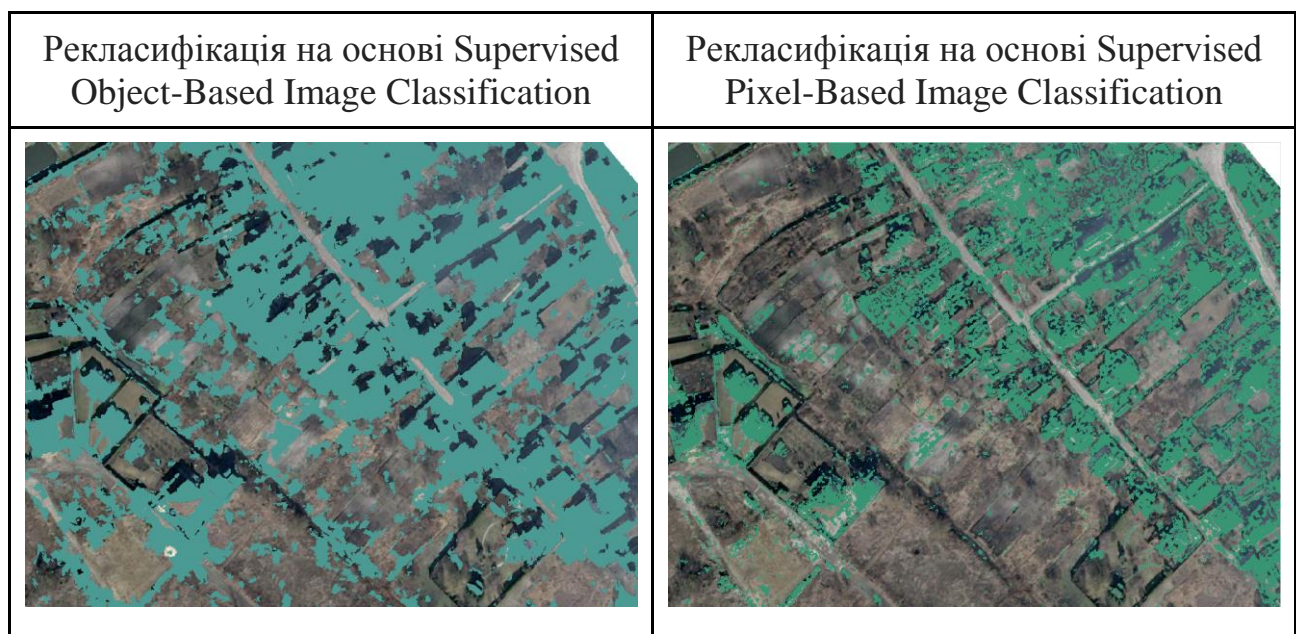 Рекласифікація на основі Supervised
Object-Based Image Classification
Рекласифікація на основі Supervised
Pixel-Based Image Classification